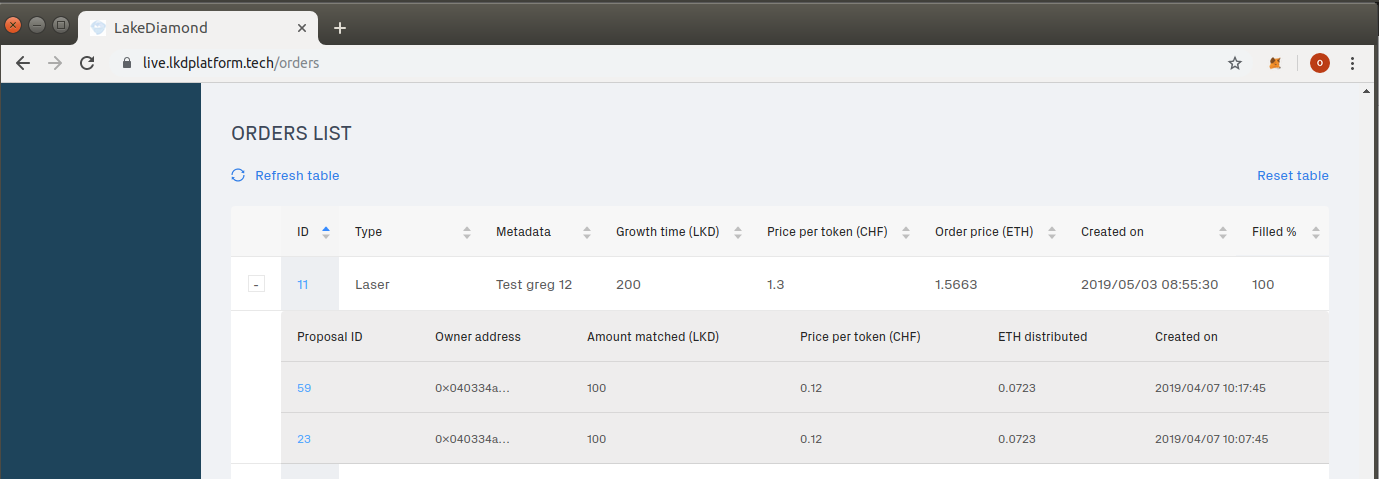 LakeDiamond
live.lkdplatform.tech/orders
O
ORDERS LIST
Refresh table Reset table
ID Type Metadata Growth time (LKD) Price per token (CHF) Order price (ETH) Created on Filled %
- 11 Laser Test greg 12 200 1.3 1.5663 2019/05/03 08:55:30 100
Proposal ID Owner address Amount matched (LKD) Price per token (CHF) ETH distributed Created on
59 0x040334a... 100 0.12 0.0723 2019/04/07 10:17:45
23 0x040334a... 100 0.12 0.0723 2019/04/07 10:07:45